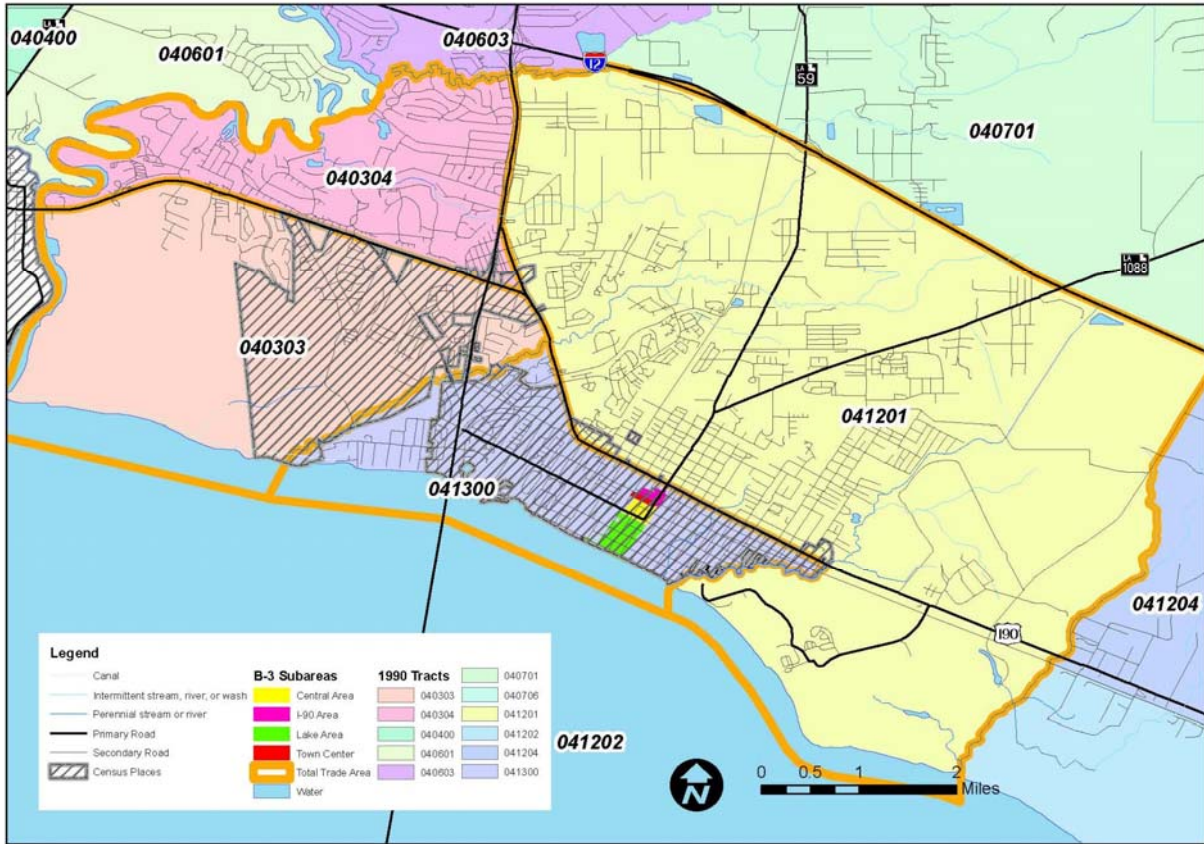 040400
040601
040603
12
LA
59
040701
040304
LA
1088
040303
041201
041300
041204
190
041202
Legend
Canal
Intermittent stream, river, or wash
Perennial stream or river
Primary Road
Secondary Road
Census Places
B-3 Subareas
Central Area
I-90 Area
Lake Area
Town Center
Total Trade Area
Water
1990 Tracts
040303
040304
040400
040601
040603
040701
040706
041201
041202
041204
041300
N
0 0.5 1 2
Miles